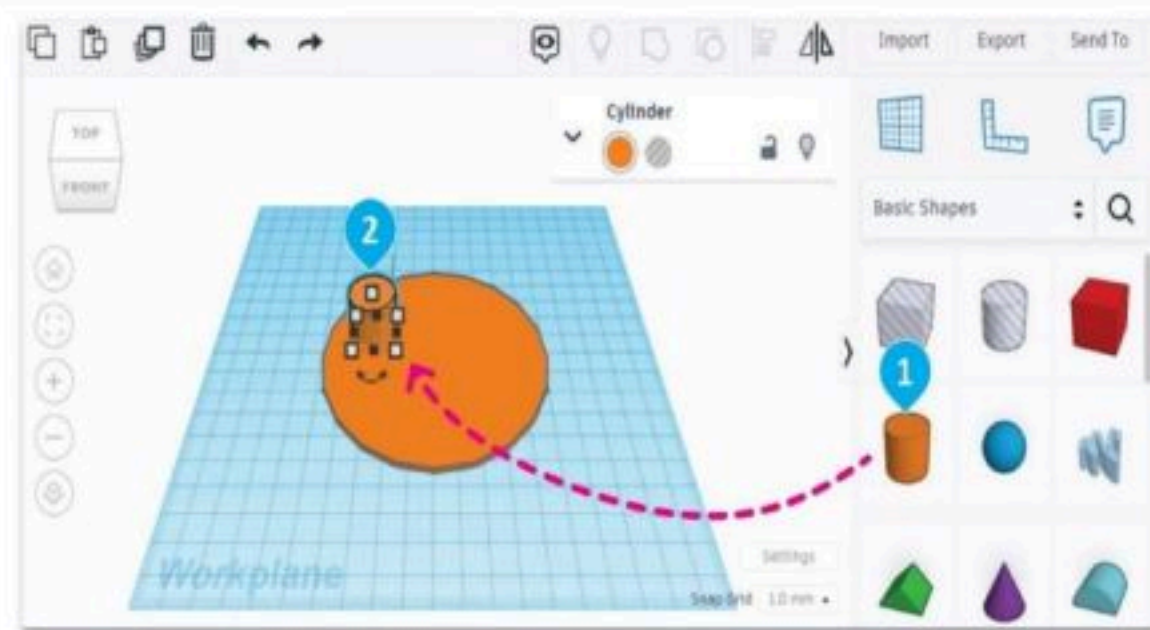 Import Export Send To
TOP
FRONT
Cylinder
Basic Shapes
2
1
Workplane
Settings
Snap Grid 1.0 mm